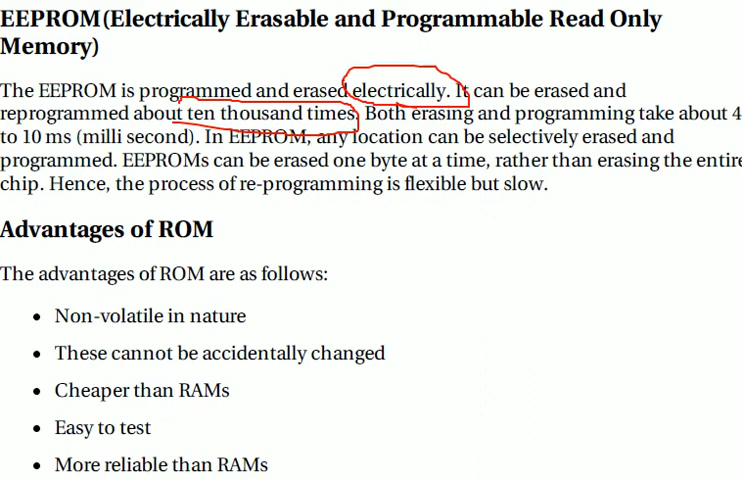 EEPROM(Electrically Erasable and Programmable Read Only
Memory)
The EEPROM is programmed and erased electrically. It can be erased and
reprogrammed about ten thousand times. Both erasing and programming take about 4
to 10 ms (milli second). In EEPROM, any location can be selectively erased and
programmed. EEPROMs can be erased one byte at a time, rather than erasing the entire
chip. Hence, the process of re-programming is flexible but slow.
Advantages of ROM
The advantages of ROM are as follows:
• Non-volatile in nature
• These cannot be accidentally changed
• Cheaper than RAMs
• Easy to test
• More reliable than RAMs